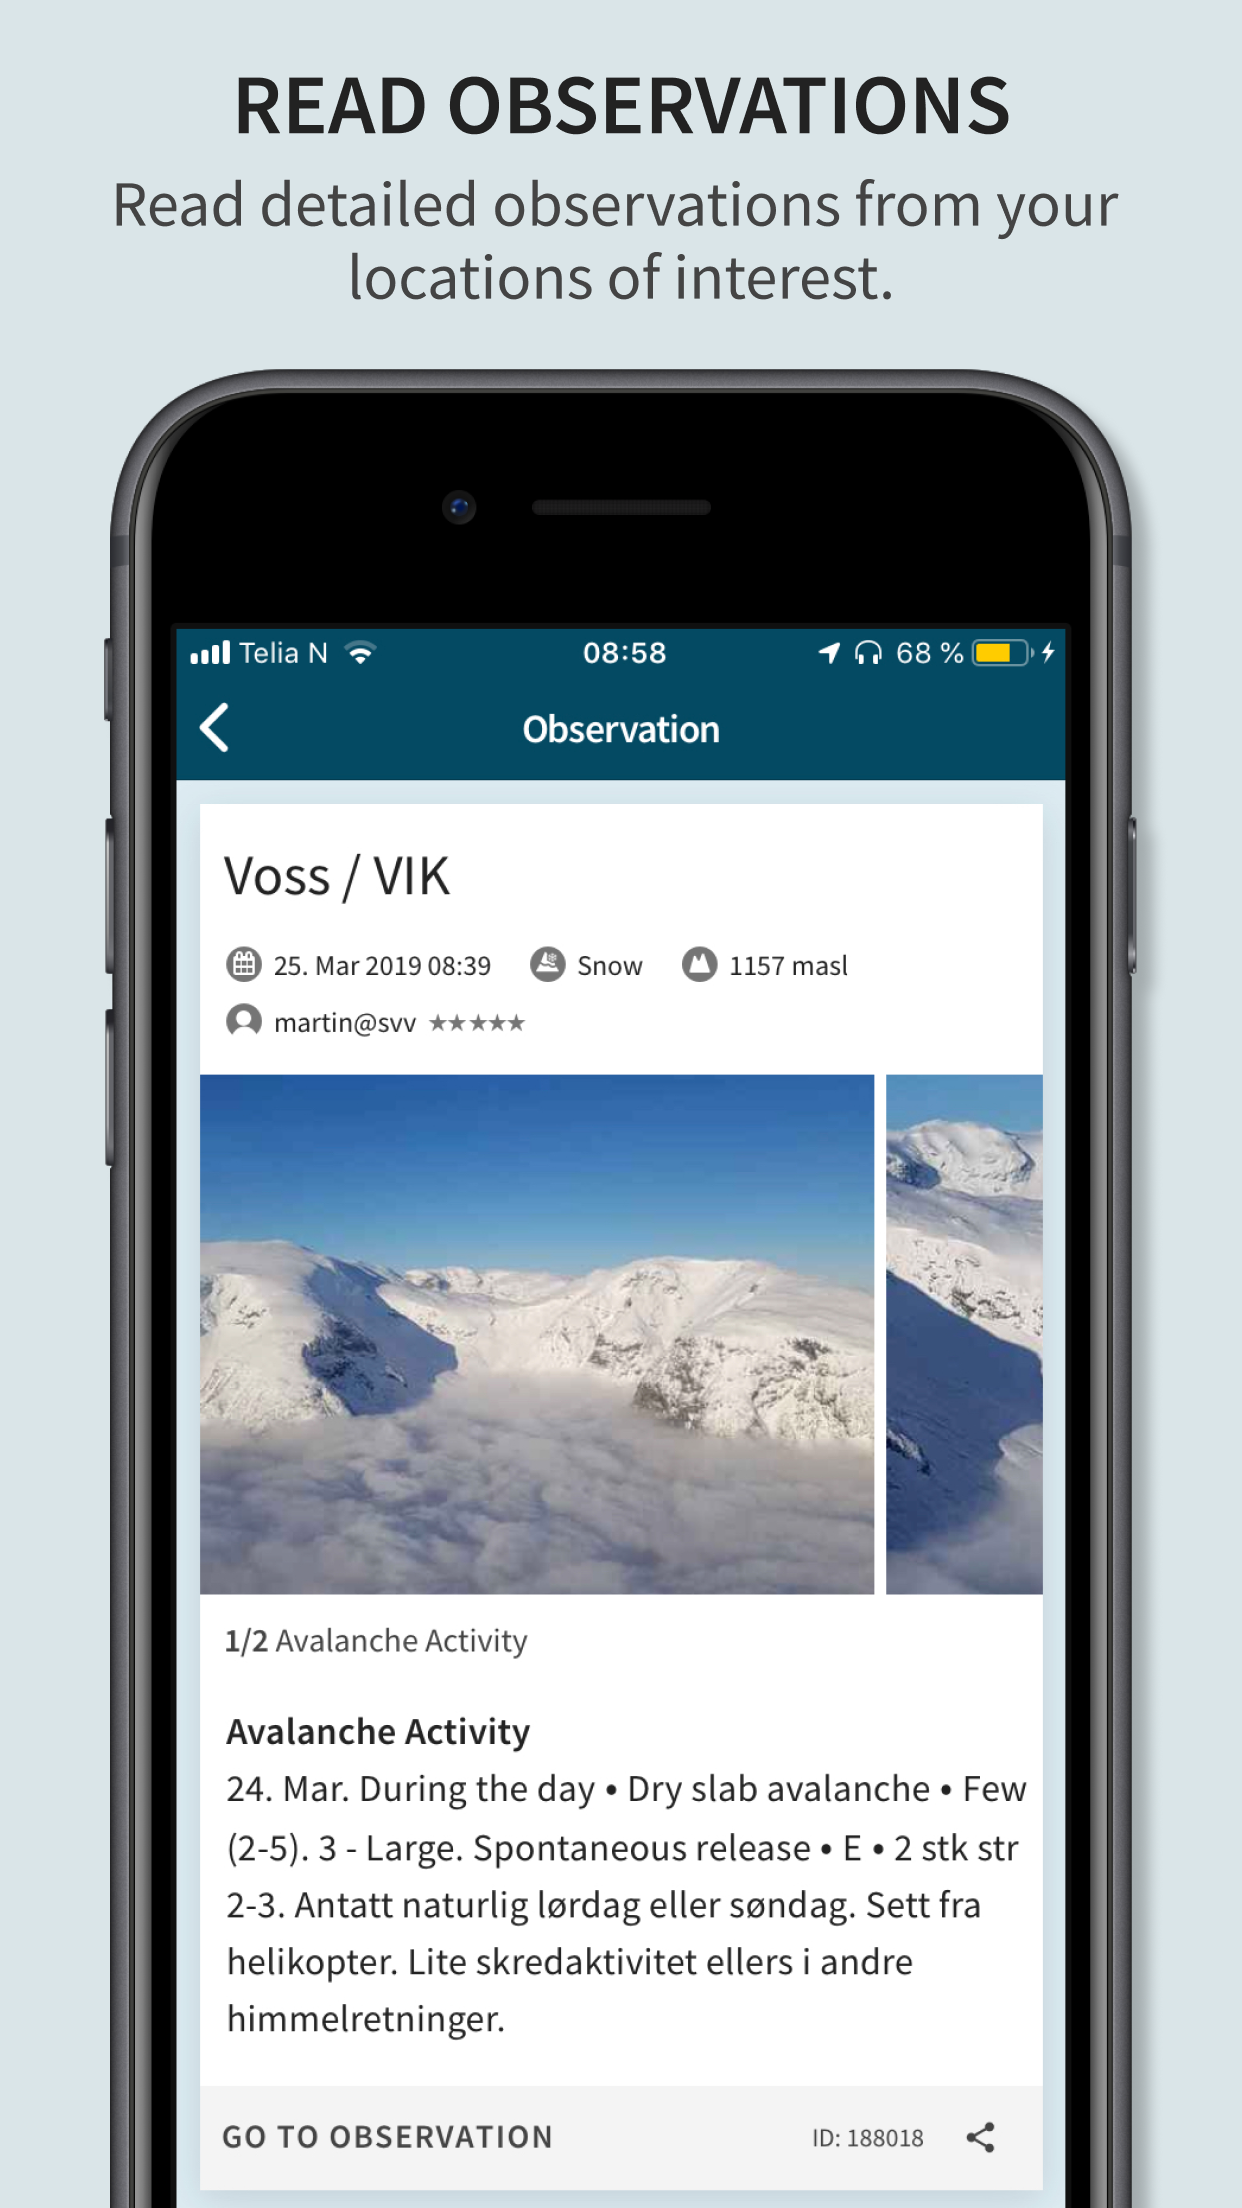 READ OBSERVATIONS
Read detailed observations from your
locations of interest.
Telia N 08:58 68 %
Observation
Voss / VIK
25. Mar 2019 08:39 Snow 1157 masl
martin@svv ★★★★★
1/2 Avalanche Activity
Avalanche Activity
24. Mar. During the day • Dry slab avalanche • Few
(2-5). 3 - Large. Spontaneous release • E • 2 stk str
2-3. Antatt naturlig lørdag eller søndag. Sett fra
helikopter. Lite skredaktivitet ellers i andre
himmelretninger.
GO TO OBSERVATION ID: 188018